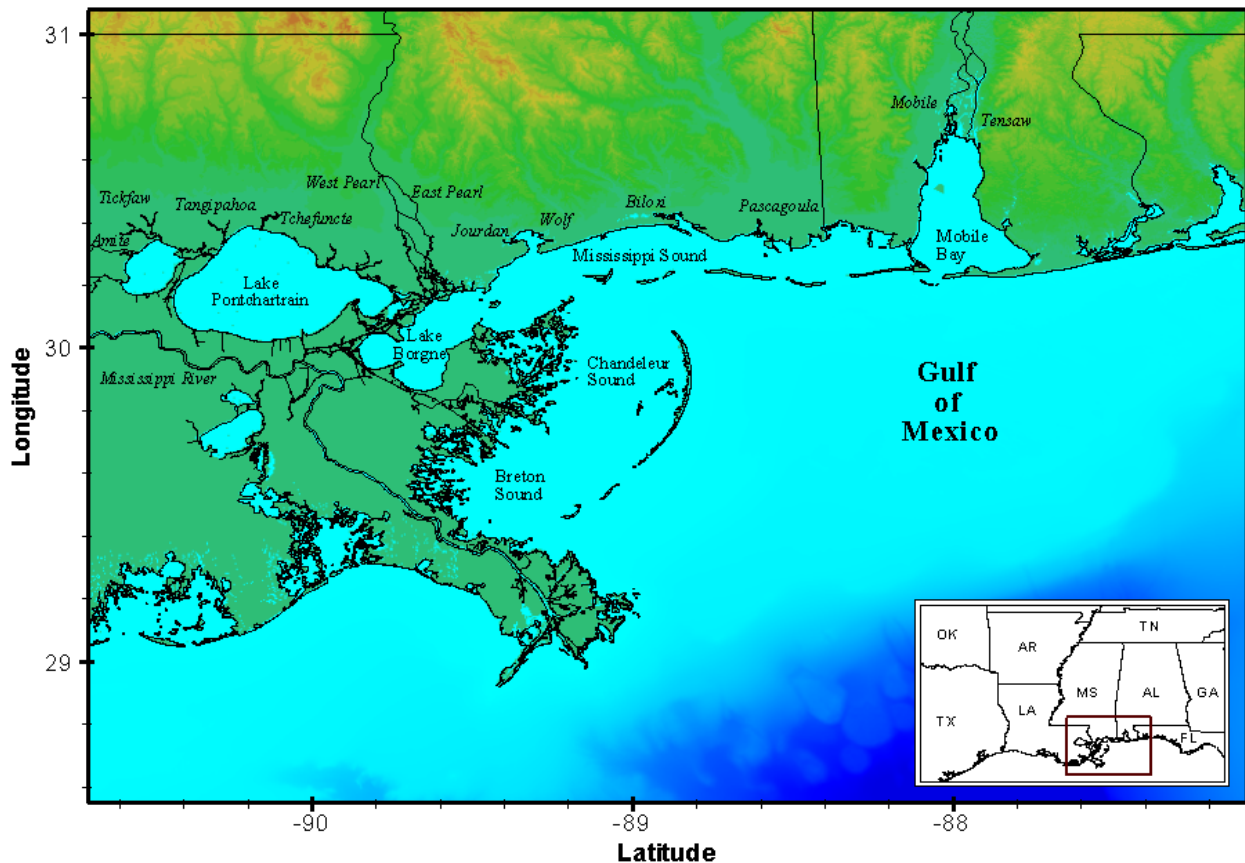 31
30
29
Longitude
-90
-89
-88
Latitude
Tickfaw
Amite
Tangipahoa
Tchefuncte
West Pearl
East Pearl
Jourdan
Wolf
Biloxi
Pascagoula
Mobile
Tensaw
Mobile
Bay
Mississippi Sound
Lake
Pontchartrain
Lake
Borgne
Mississippi River
Chandeleur
Sound
Breton
Sound
Gulf
of
Mexico
OK
AR
TN
TX
LA
MS
AL
GA
FL